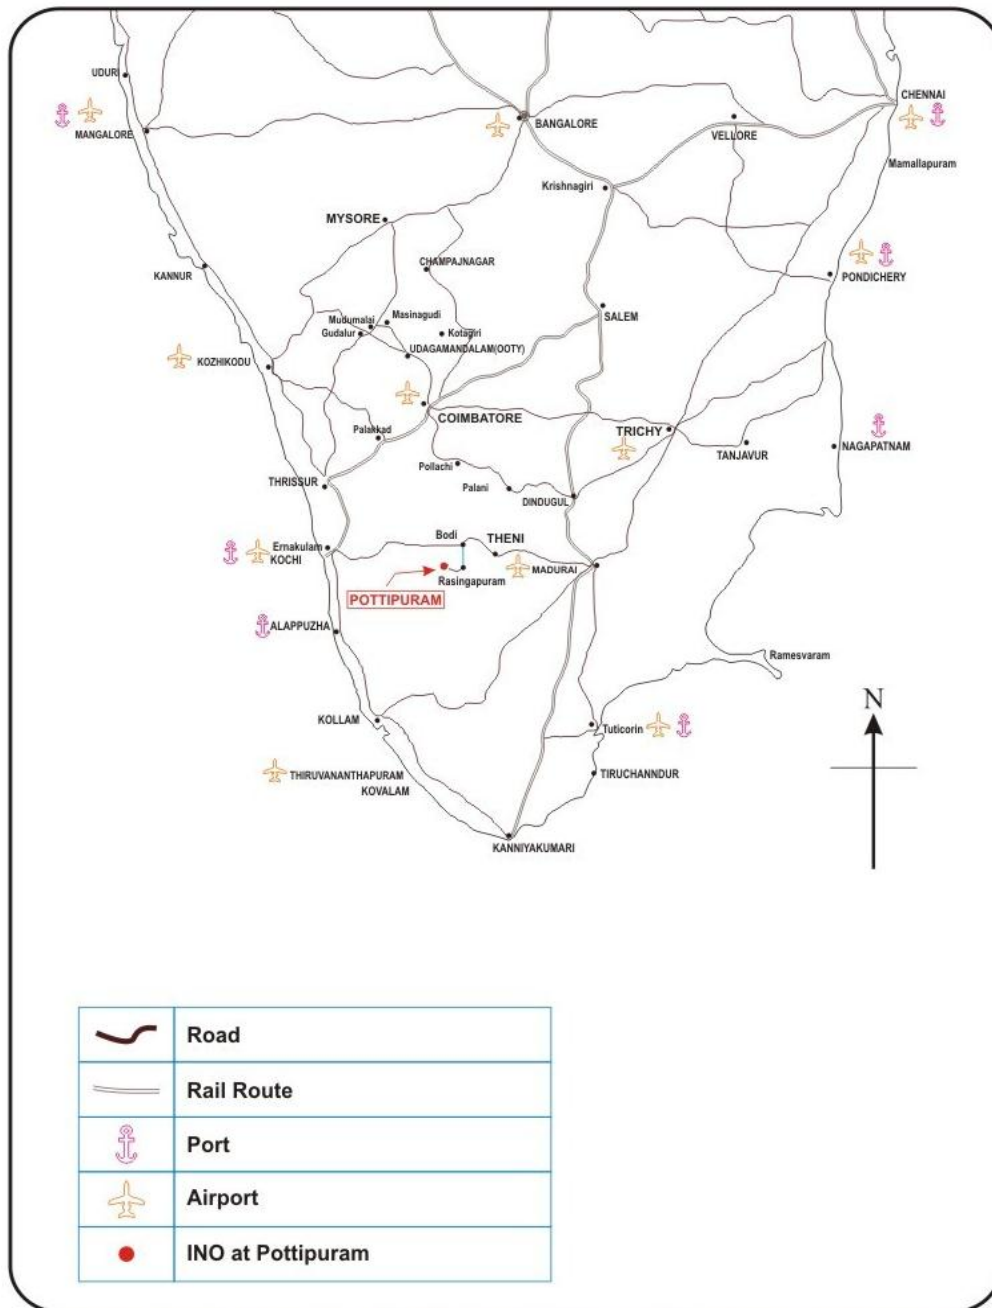 UDURI
CHENNAI
MANGALORE
BANGALORE
VELLORE
Mamallapuram
Krishnagiri
MYSORE
CHAMPAJNAGAR
KANNUR
PONDICHERY
Mudumalai
Masinagudi
SALEM
Gudalur
Kotagiri
UDAGAMANDALAM(OOTY)
KOZHIKODU
COIMBATORE
Palakkad
TRICHY
NAGAPATNAM
TANJAVUR
Pollachi
THRISSUR
Palani
DINDUGUL
Bodi
THENI
Ernakulam
KOCHI
MADURAI
Rasingapuram
POTTIPURAM
ALAPPUZHA
Ramesvaram
N
KOLLAM
Tuticorin
THIRUVANANTHAPURAM
KOVALAM
TIRUCHANNDUR
KANNIYAKUMARI
Road
Rail Route
Port
Airport
INO at Pottipuram